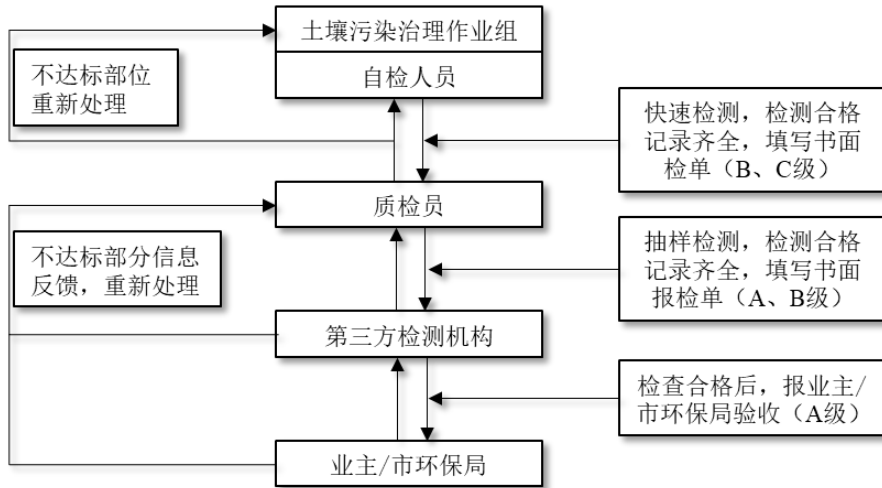 土壤污染治理作业组
自检人员
不达标部位
重新处理
快速检测，检测合格
记录齐全，填写书面
检单（B、C级）
质检员
不达标部分信息
反馈，重新处理
抽样检测，检测合格
记录齐全，填写书面
报检单（A、B级）
第三方检测机构
检查合格后，报业主/
市环保局验收（A级）
业主/市环保局